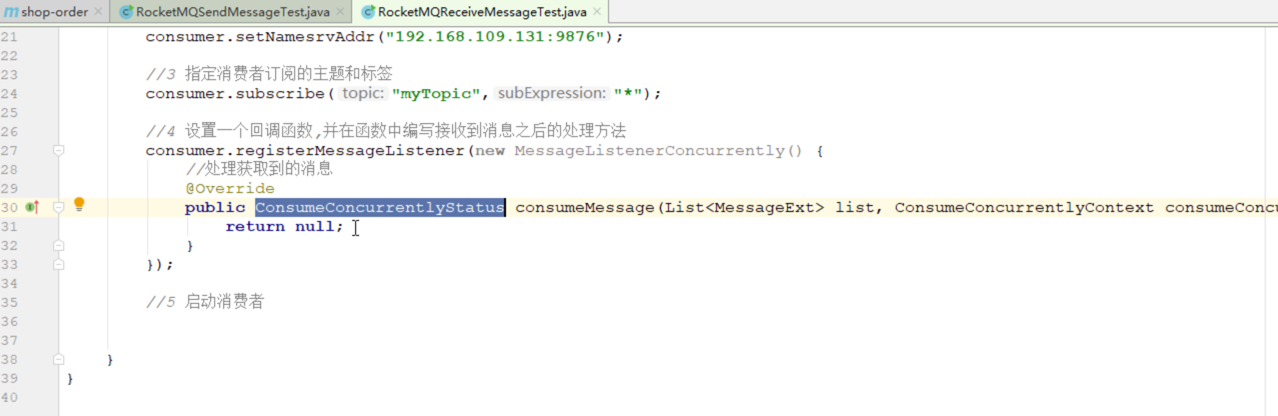 shop-order RocketMQSendMessageTest.java RocketMQReceiveMessageTest.java
21 consumer.setNamesrvAddr("192.168.109.131:9876");
22
23 //3 指定消费者订阅的主题和标签
24 consumer.subscribe( topic: "myTopic", subExpression: "*");
25
26 //4 设置一个回调函数,并在函数中编写接收到消息之后的处理方法
27 consumer.registerMessageListener(new MessageListenerConcurrently() {
28 //处理获取到的消息
29 @Override
30 public ConsumeConcurrentlyStatus consumeMessage(List<MessageExt> list, ConsumeConcurrentlyContext consumeConcu
31 return null;
32 }
33 });
34
35 //5 启动消费者
36
37
38 }
39 }
40